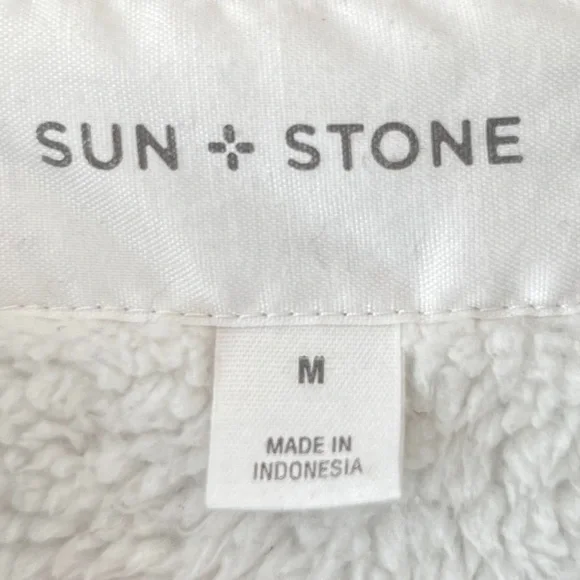 SUN + STONE
M
MADE IN
INDONESIA